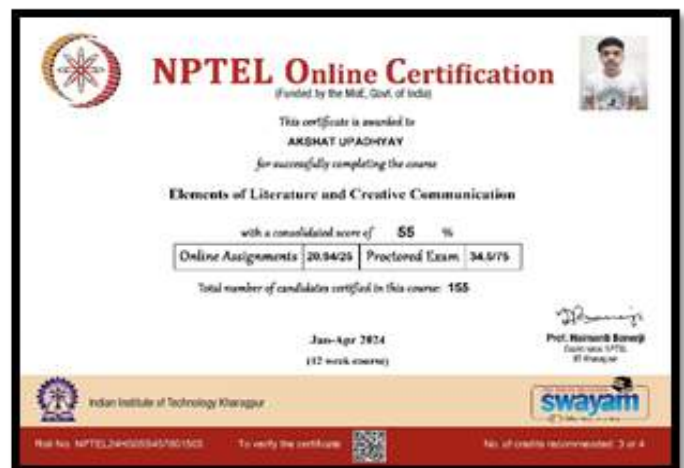 NPTEL Online Certification
(Funded by the MoE, Govt. of India)
This certificate is awarded to
AKSHAT UPADHYAY
for successfully completing the course
Elements of Literature and Creative Communication
with a consolidated score of 55 %
Online Assignments 20.94/25 Proctored Exam 34.5/75
Total number of candidates certified in this course: 155
Jan-Apr 2024
(12 week course)
Prof.
NPTEL
IIT Kharagpur
Indian Institute of Technology Kharagpur
swayam
Roll No:
To verify the certificate
No. of credits recommended: 3 or 4